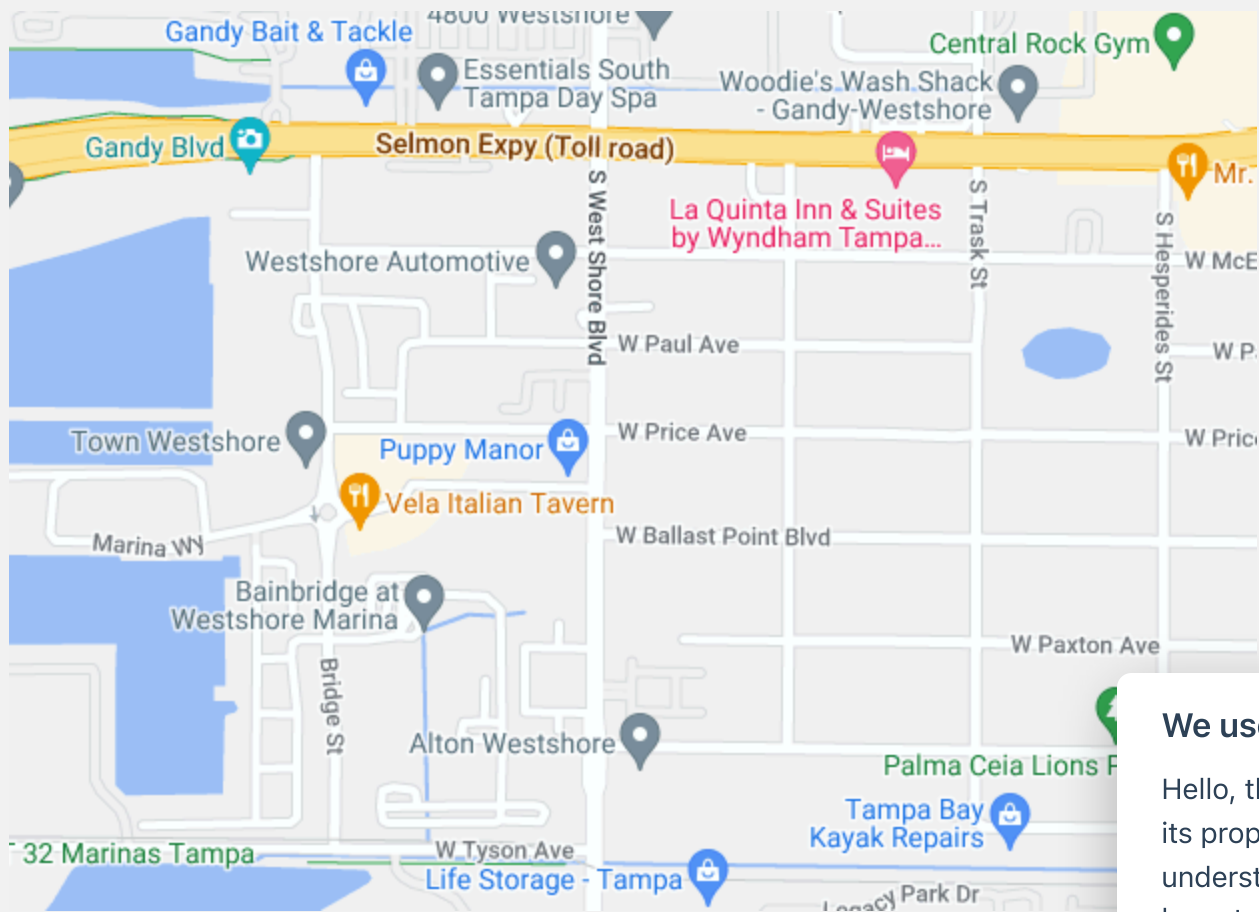 4800 Westshore
Gandy Bait & Tackle
Central Rock Gym
Essentials South
Tampa Day Spa
Woodie's Wash Shack
- Gandy-Westshore
Gandy Blvd
Selmon Expy (Toll road)
Mr.
S West Shore Blvd
La Quinta Inn & Suites
by Wyndham Tampa...
S Trask St
S Hesperides St
Westshore Automotive
W McE
W Paul Ave
W P
Town Westshore
Puppy Manor
W Price Ave
W Pric
Vela Italian Tavern
Marina Wy
W Ballast Point Blvd
Bainbridge at
Westshore Marina
W Paxton Ave
Bridge St
Alton Westshore
Palma Ceia Lions P
We us
Hello, t
its prop
underst
Tampa Bay
Kayak Repairs
32 Marinas Tampa
W Tyson Ave
Life Storage - Tampa
Legacy Park Dr